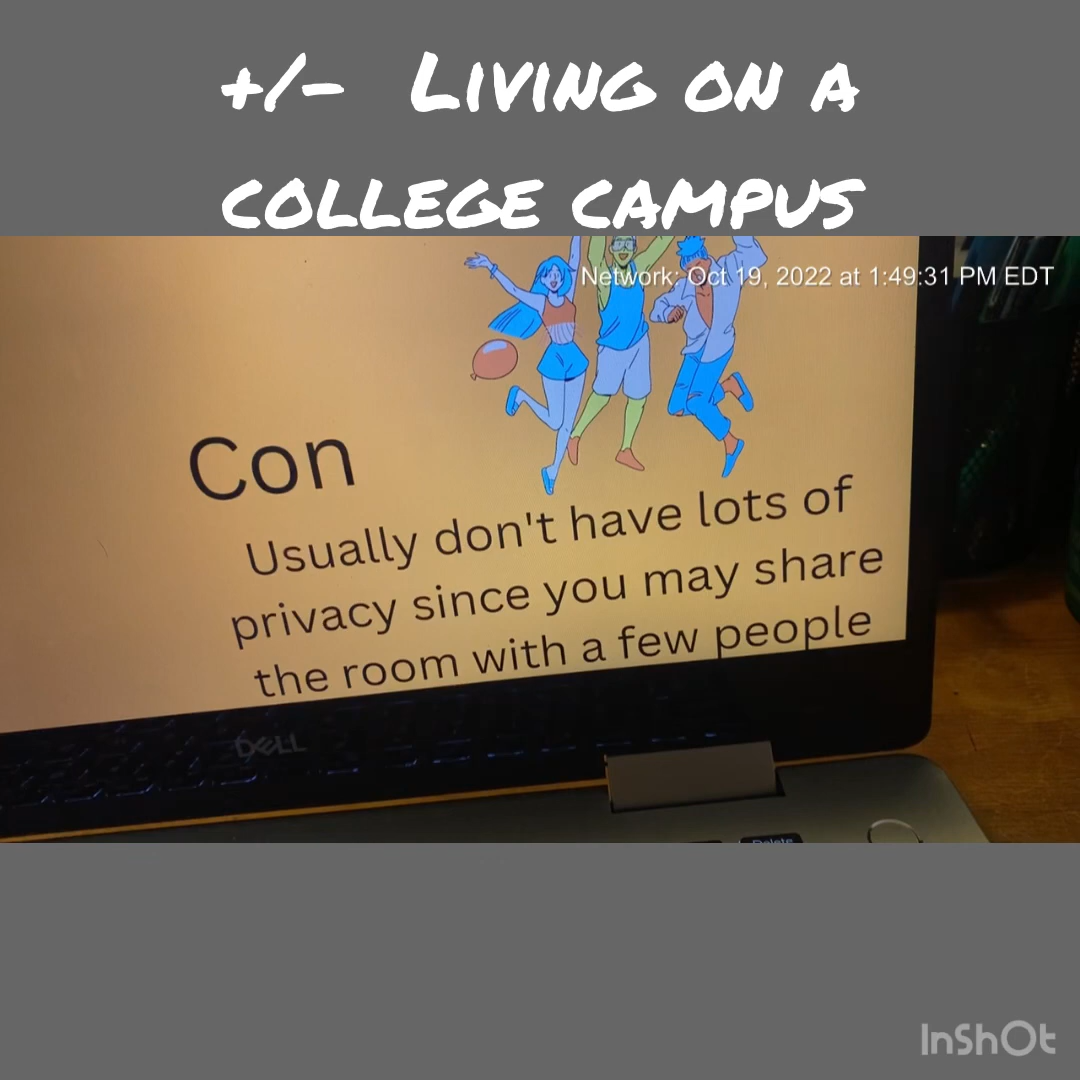 +/- Living on a
college campus
Network: Oct 19, 2022 at 1:49:31 PM EDT
Con
Usually don't have lots of
privacy since you may share
the room with a few people
DELL
Delete
InShOt